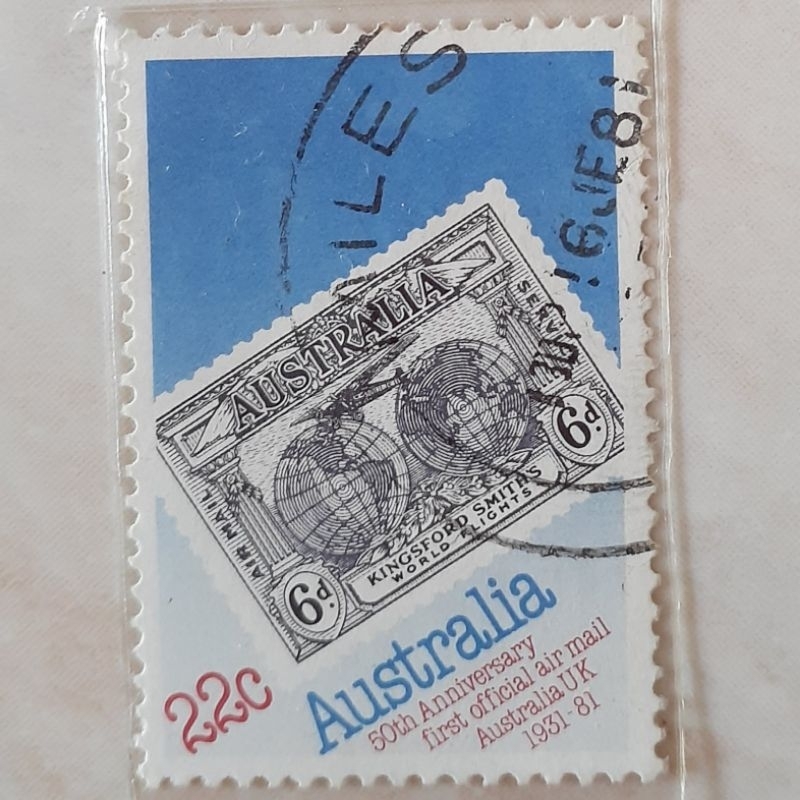 ILES
16JE81
AUSTRALIA
AIR MAIL
SERVICE
6d
6d
KINGSFORD SMITH'S
WORLD FLIGHTS
22c
Australia
50th Anniversary
first official air mail
Australia UK
1931-81